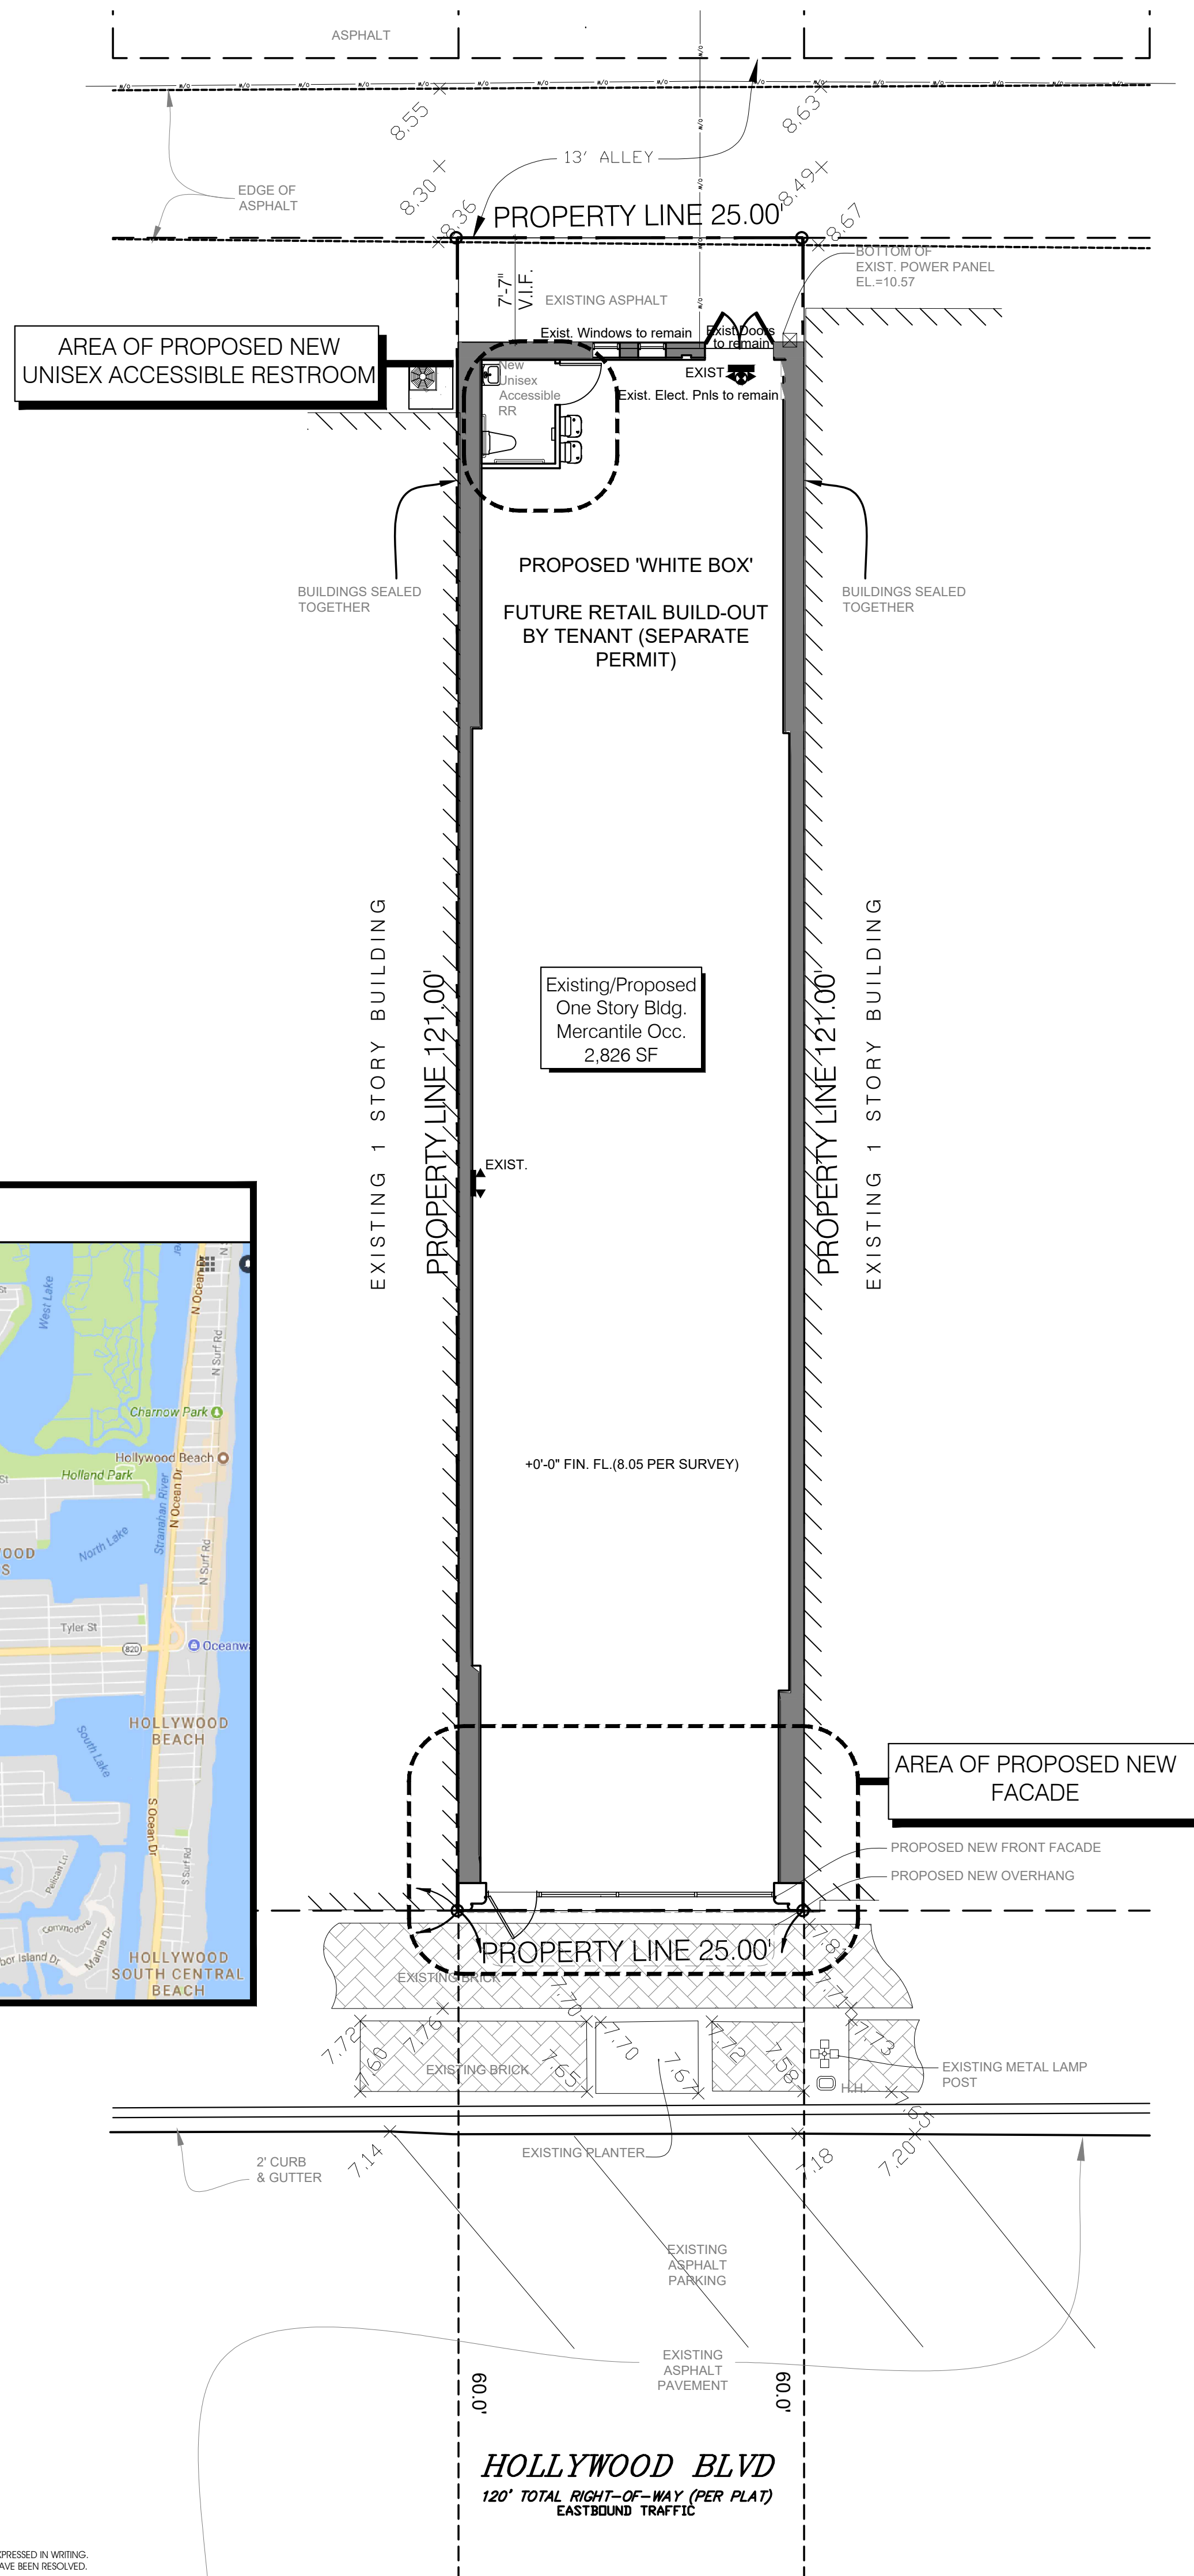 ASPHALT
8.55
8.63
13' ALLEY
8.30
8.49
EDGE OF
ASPHALT
8.36
PROPERTY LINE 25.00'
8.67
BOTTOM OF
EXIST. POWER PANEL
EL.=10.57
7'-7"
V.I.F.
EXISTING ASPHALT
Exist. Windows to remain
Exist.Doors
to remain
AREA OF PROPOSED NEW
UNISEX ACCESSIBLE RESTROOM
New
Unisex
Accessible
RR
EXIST.
Exist. Elect. Pnls to remain
PROPOSED 'WHITE BOX'
BUILDINGS SEALED
TOGETHER
BUILDINGS SEALED
TOGETHER
FUTURE RETAIL BUILD-OUT
BY TENANT (SEPARATE
PERMIT)
EXISTING 1 STORY BUILDING
PROPERTY LINE 121.00'
Existing/Proposed
One Story Bldg.
Mercantile Occ.
2,826 SF
PROPERTY LINE 121.00'
EXISTING 1 STORY BUILDING
EXIST.
West Lake
N Ocean Dr
N Surf Rd
Charnow Park
Hollywood Beach
Holland Park
Stranahan River
N Ocean Dr
North Lake
N Surf Rd
Tyler St
820
HOLLYWOOD
BEACH
South Lake
S Ocean Dr
S Surf Rd
Pelican Ln
Commodore
Marina Dr
HOLLYWOOD
SOUTH CENTRAL
BEACH
+0'-0" FIN. FL.(8.05 PER SURVEY)
AREA OF PROPOSED NEW
FACADE
PROPOSED NEW FRONT FACADE
PROPOSED NEW OVERHANG
PROPERTY LINE 25.00'
EXISTING BRICK
7.70
7.71
7.72
7.60
7.76
7.70
7.72
7.73
EXISTING BRICK
7.65
7.67
7.58
EXISTING METAL LAMP
POST
H.H.
7.65
7.14
EXISTING PLANTER
7.18
7.20
2' CURB
& GUTTER
EXISTING
ASPHALT
PARKING
EXISTING
ASPHALT
PAVEMENT
60.0'
60.0'
HOLLYWOOD BLVD
120' TOTAL RIGHT-OF-WAY (PER PLAT)
EASTBOUND TRAFFIC